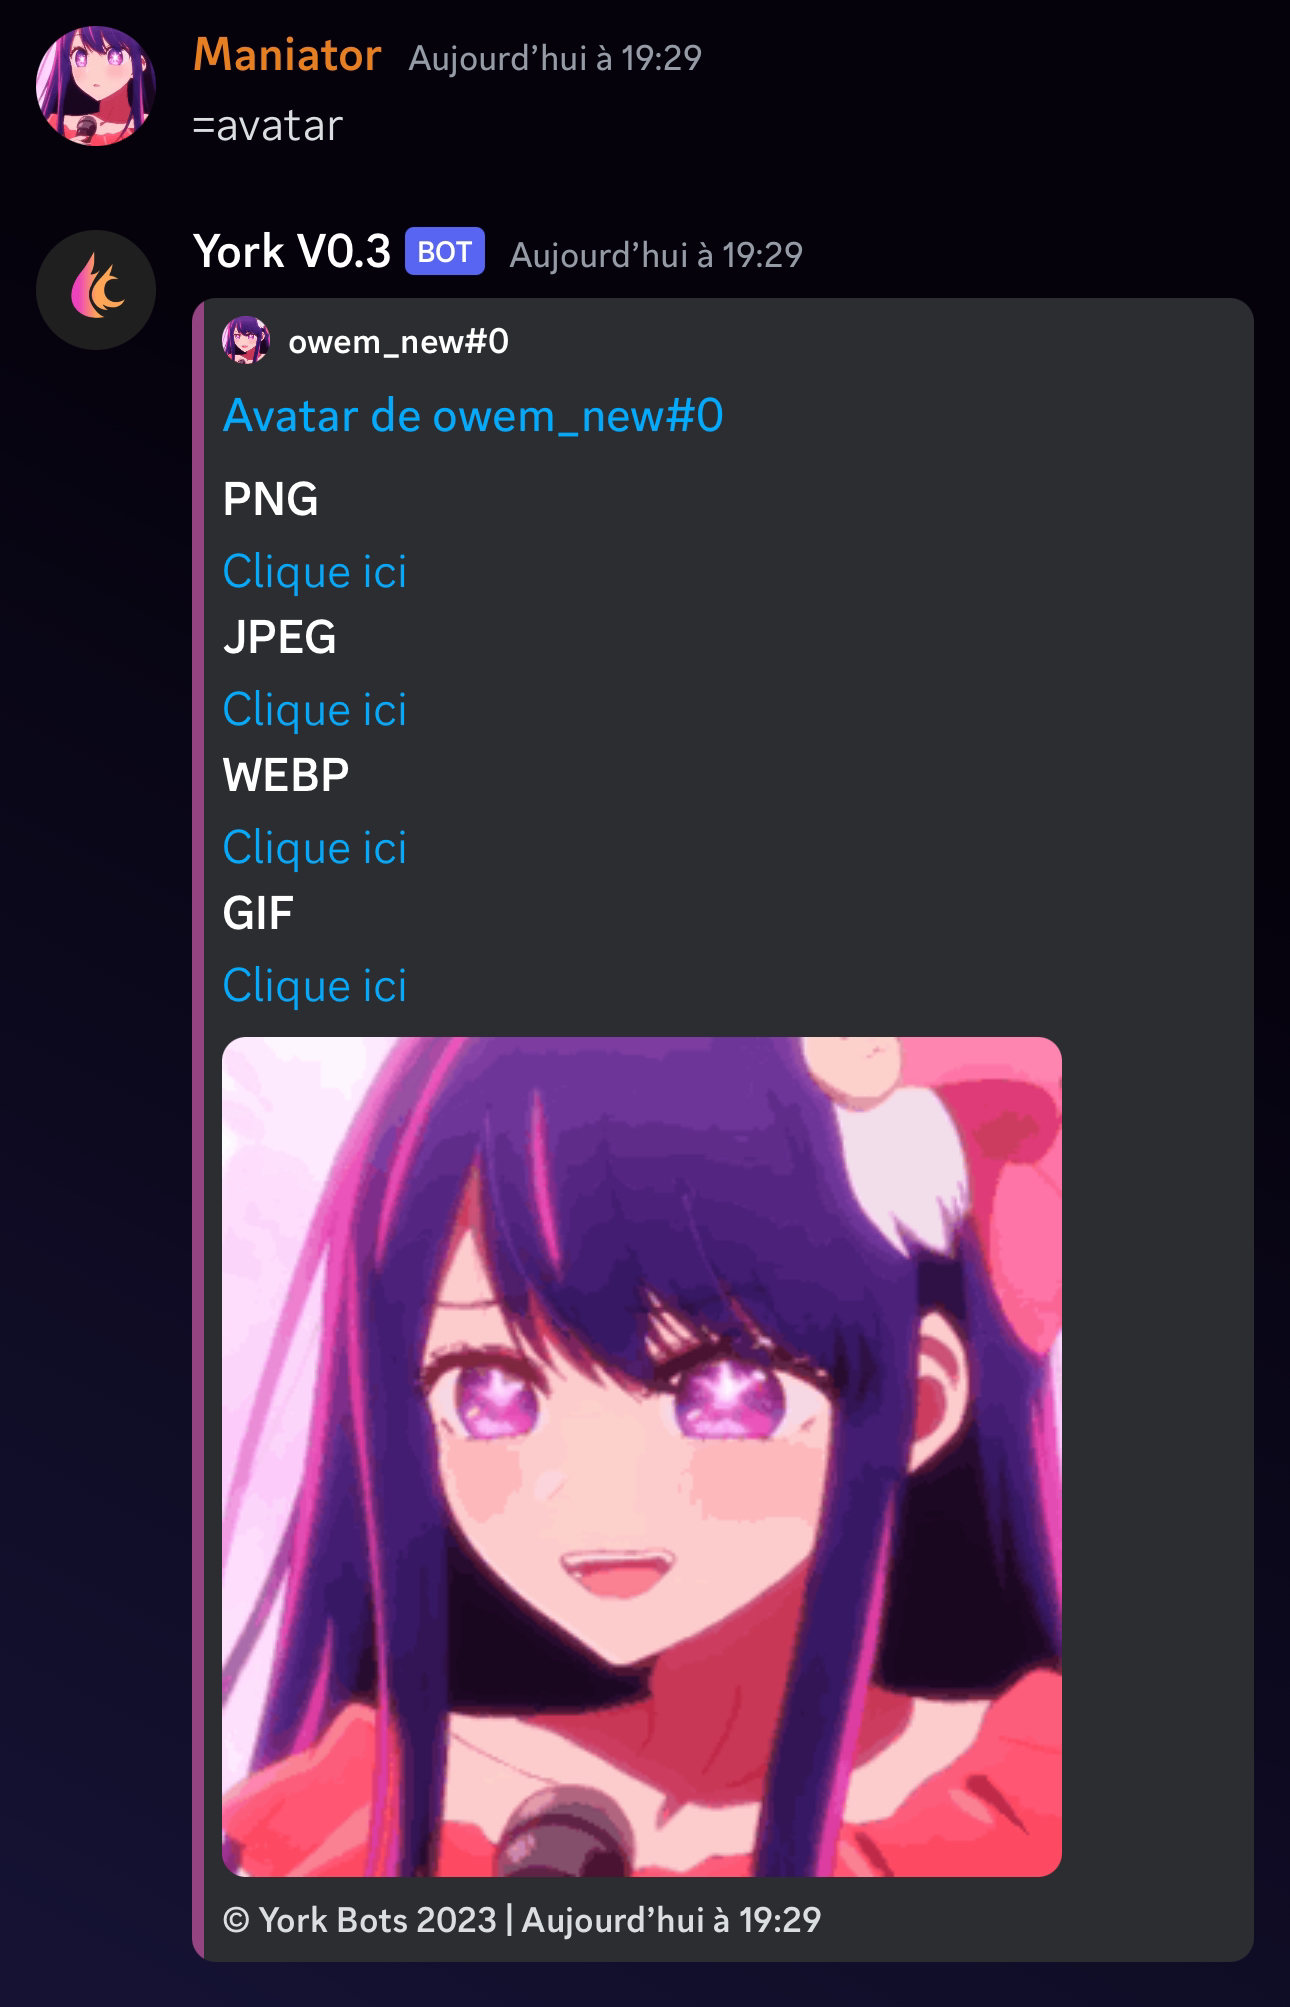 Maniator Aujourd’hui à 19:29
=avatar
York V0.3 BOT Aujourd’hui à 19:29
owem_new#0
Avatar de owem_new#0
PNG
Clique ici
JPEG
Clique ici
WEBP
Clique ici
GIF
Clique ici
© York Bots 2023 | Aujourd’hui à 19:29